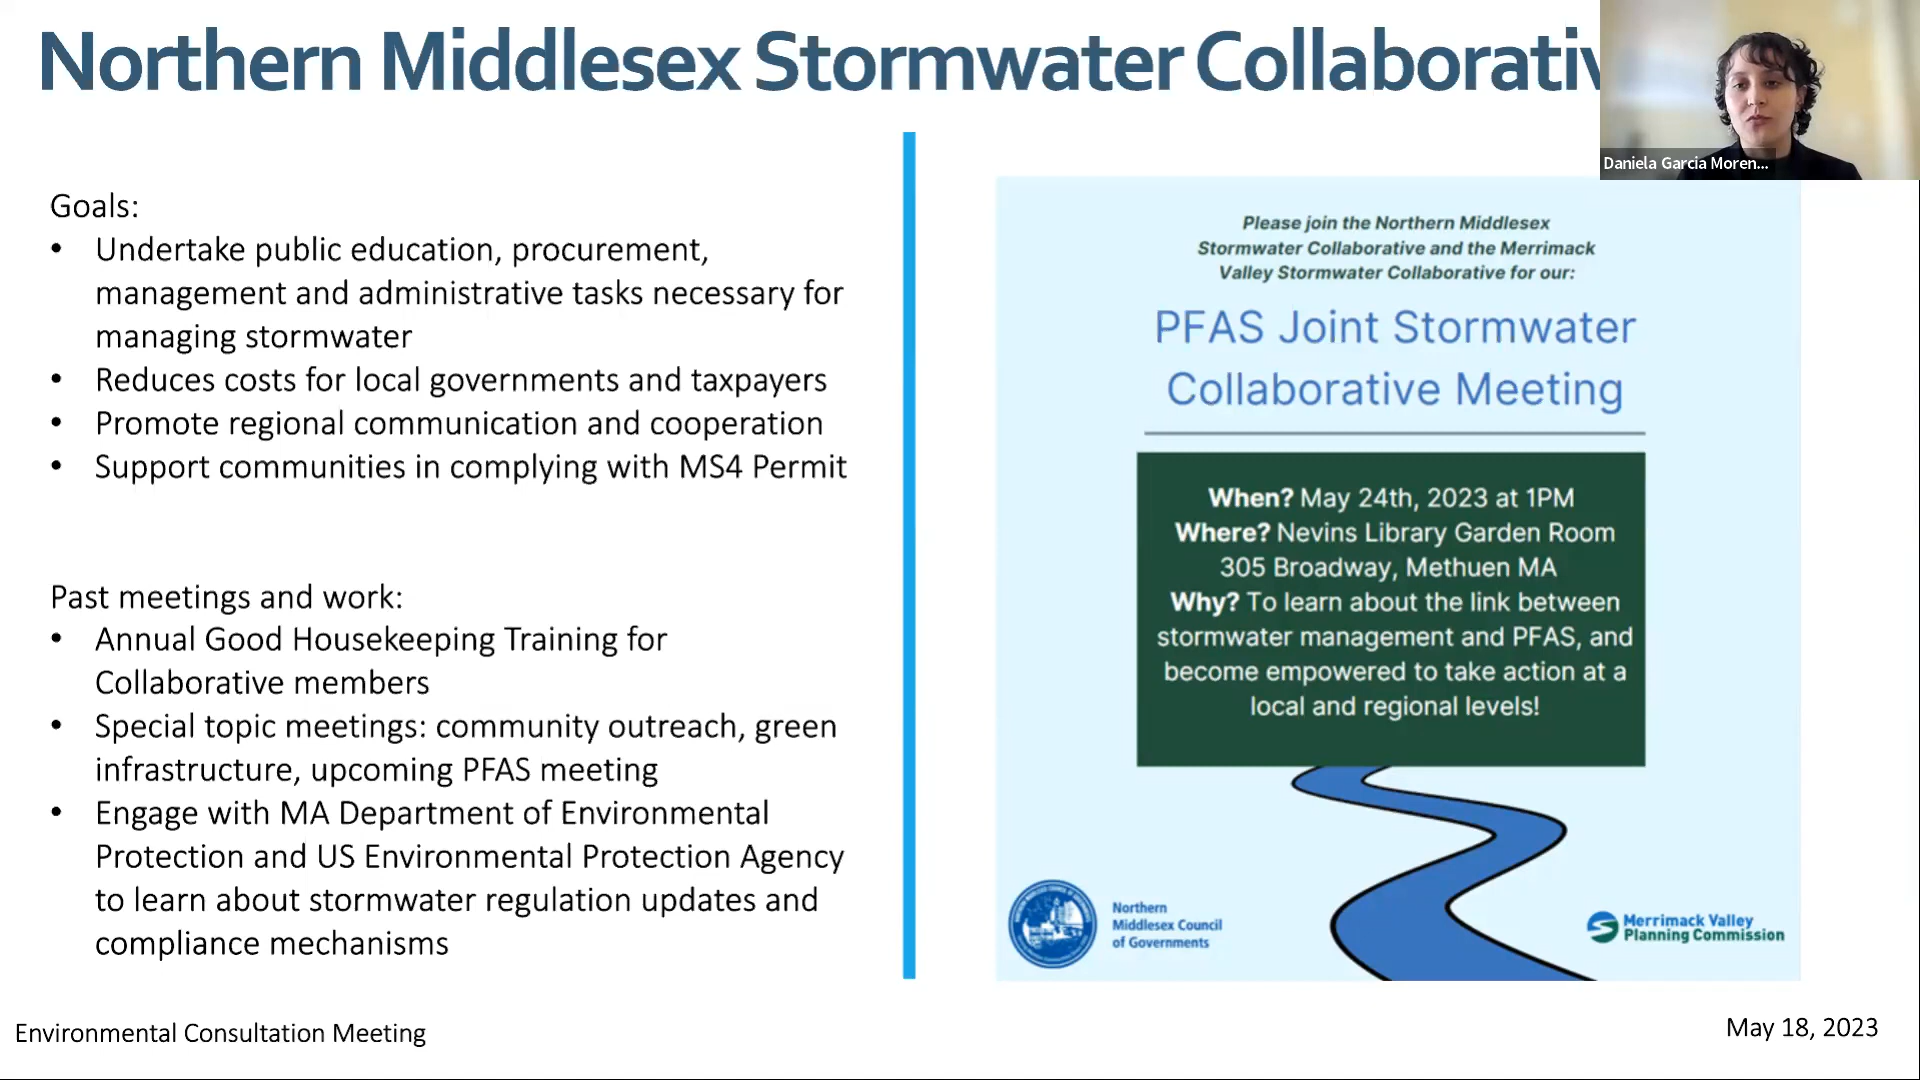 Northern Middlesex Stormwater Collaborativ
Daniela Garcia Moren...
Goals:
• Undertake public education, procurement,
management and administrative tasks necessary for
managing stormwater
• Reduces costs for local governments and taxpayers
• Promote regional communication and cooperation
• Support communities in complying with MS4 Permit
Past meetings and work:
• Annual Good Housekeeping Training for
Collaborative members
• Special topic meetings: community outreach, green
infrastructure, upcoming PFAS meeting
• Engage with MA Department of Environmental
Protection and US Environmental Protection Agency
to learn about stormwater regulation updates and
compliance mechanisms
Please join the Northern Middlesex
Stormwater Collaborative and the Merrimack
Valley Stormwater Collaborative for our:
PFAS Joint Stormwater
Collaborative Meeting
When? May 24th, 2023 at 1PM
Where? Nevins Library Garden Room
305 Broadway, Methuen MA
Why? To learn about the link between
stormwater management and PFAS, and
become empowered to take action at a
local and regional levels!
Northern
Middlesex Council
of Governments
Merrimack Valley
Planning Commission
Environmental Consultation Meeting
May 18, 2023